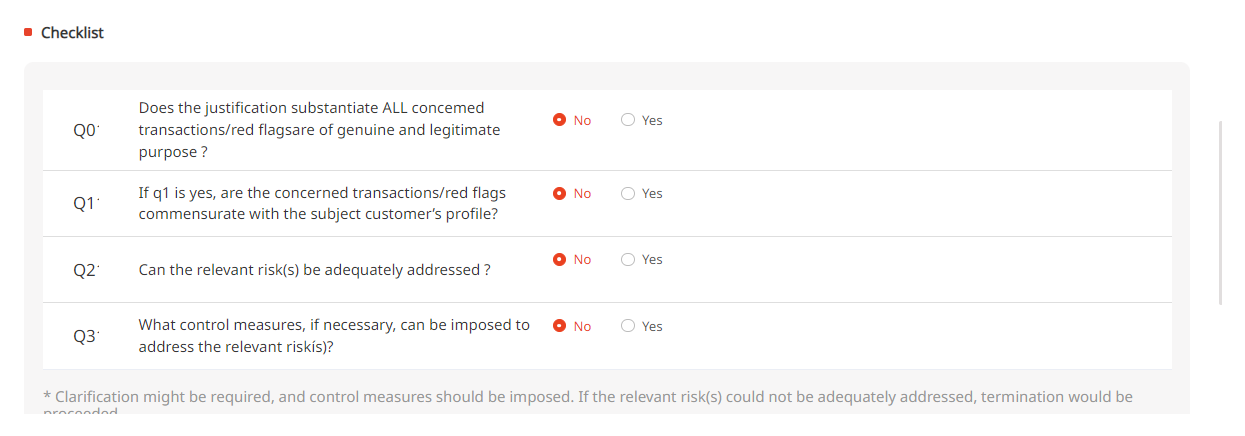 Checklist
Q0·
Does the justification substantiate ALL concemed
transactions/red flagsare of genuine and legitimate
purpose ?
No
Yes
Q1·
If q1 is yes, are the concerned transactions/red flags
commensurate with the subject customer's profile?
No
Yes
Q2·
Can the relevant risk(s) be adequately addressed ?
No
Yes
Q3·
What control measures, if necessary, can be imposed to
address the relevant riskís)?
No
Yes
* Clarification might be required, and control measures should be imposed. If the relevant risk(s) could not be adequately addressed, termination would be
proceeded